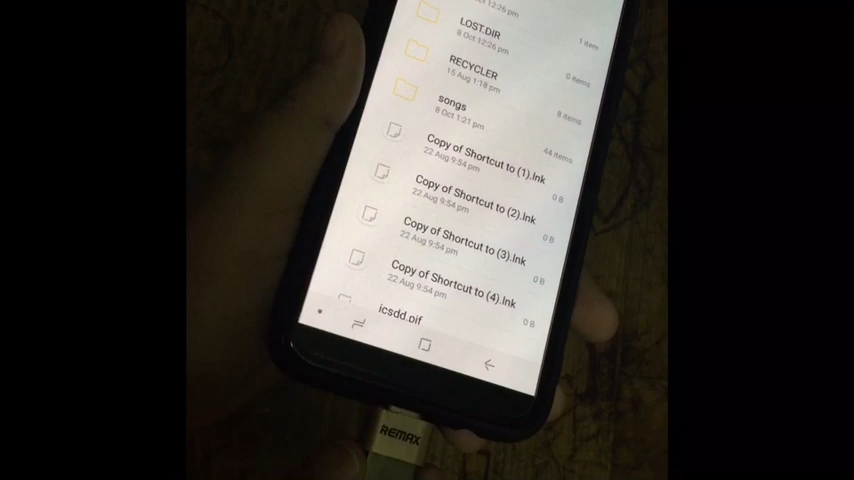 12:26 pm
1 item
LOST.DIR
8 Oct 12:26 pm
0 items
RECYCLER
15 Aug 1:18 pm
8 items
songs
8 Oct 1:21 pm
44 items
Copy of Shortcut to (1).lnk
22 Aug 9:54 pm
0 B
Copy of Shortcut to (2).lnk
22 Aug 9:54 pm
0 B
Copy of Shortcut to (3).lnk
22 Aug 9:54 pm
0 B
Copy of Shortcut to (4).lnk
22 Aug 9:54 pm
0 B
icsdd.pif
REMAX